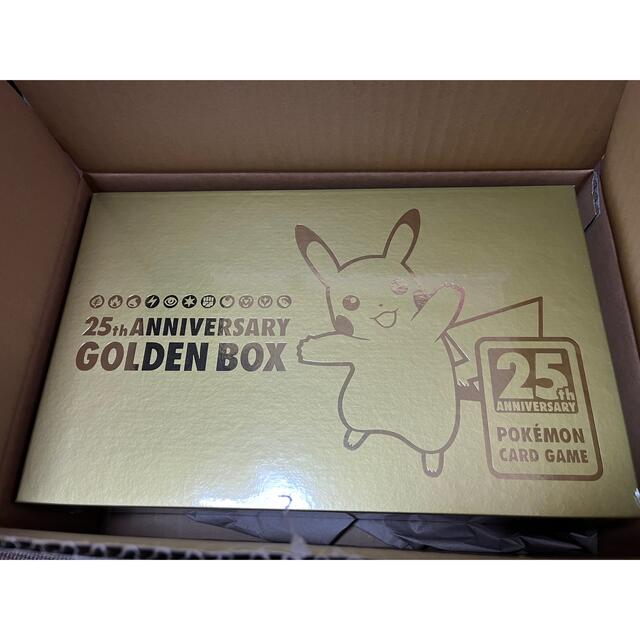 25th ANNIVERSARY
GOLDEN BOX
25th
ANNIVERSARY
POKÉMON
CARD GAME